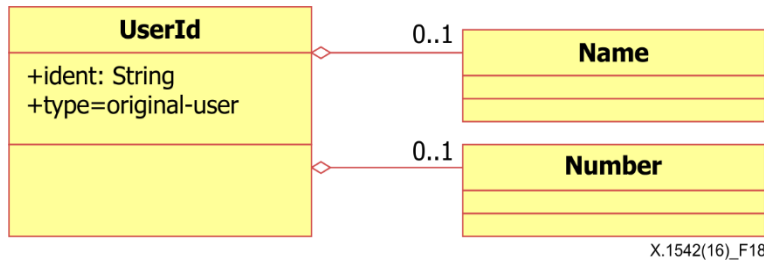 UserId
+ident: String
+type=original-user
0..1
Name
0..1
Number
X.1542(16)_F18